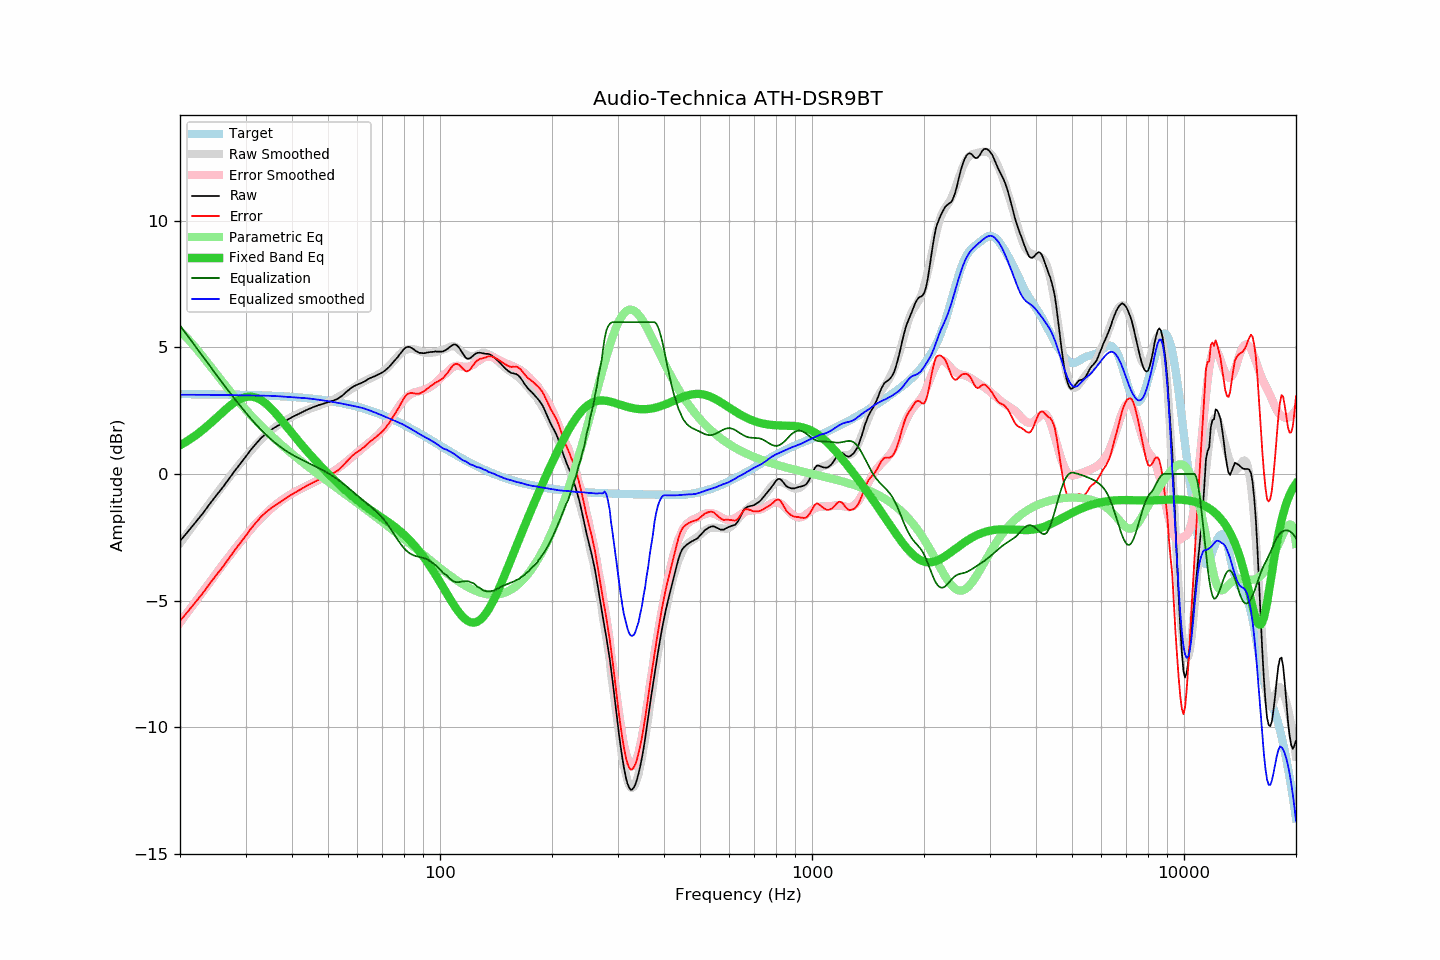 Audio-Technica ATH-DSR9BT
Target
Raw Smoothed
Error Smoothed
Raw
Error
Parametric Eq
Fixed Band Eq
Equalization
Equalized smoothed
Amplitude (dBr)
10
5
0
−5
−10
−15
100
1000
10000
Frequency (Hz)